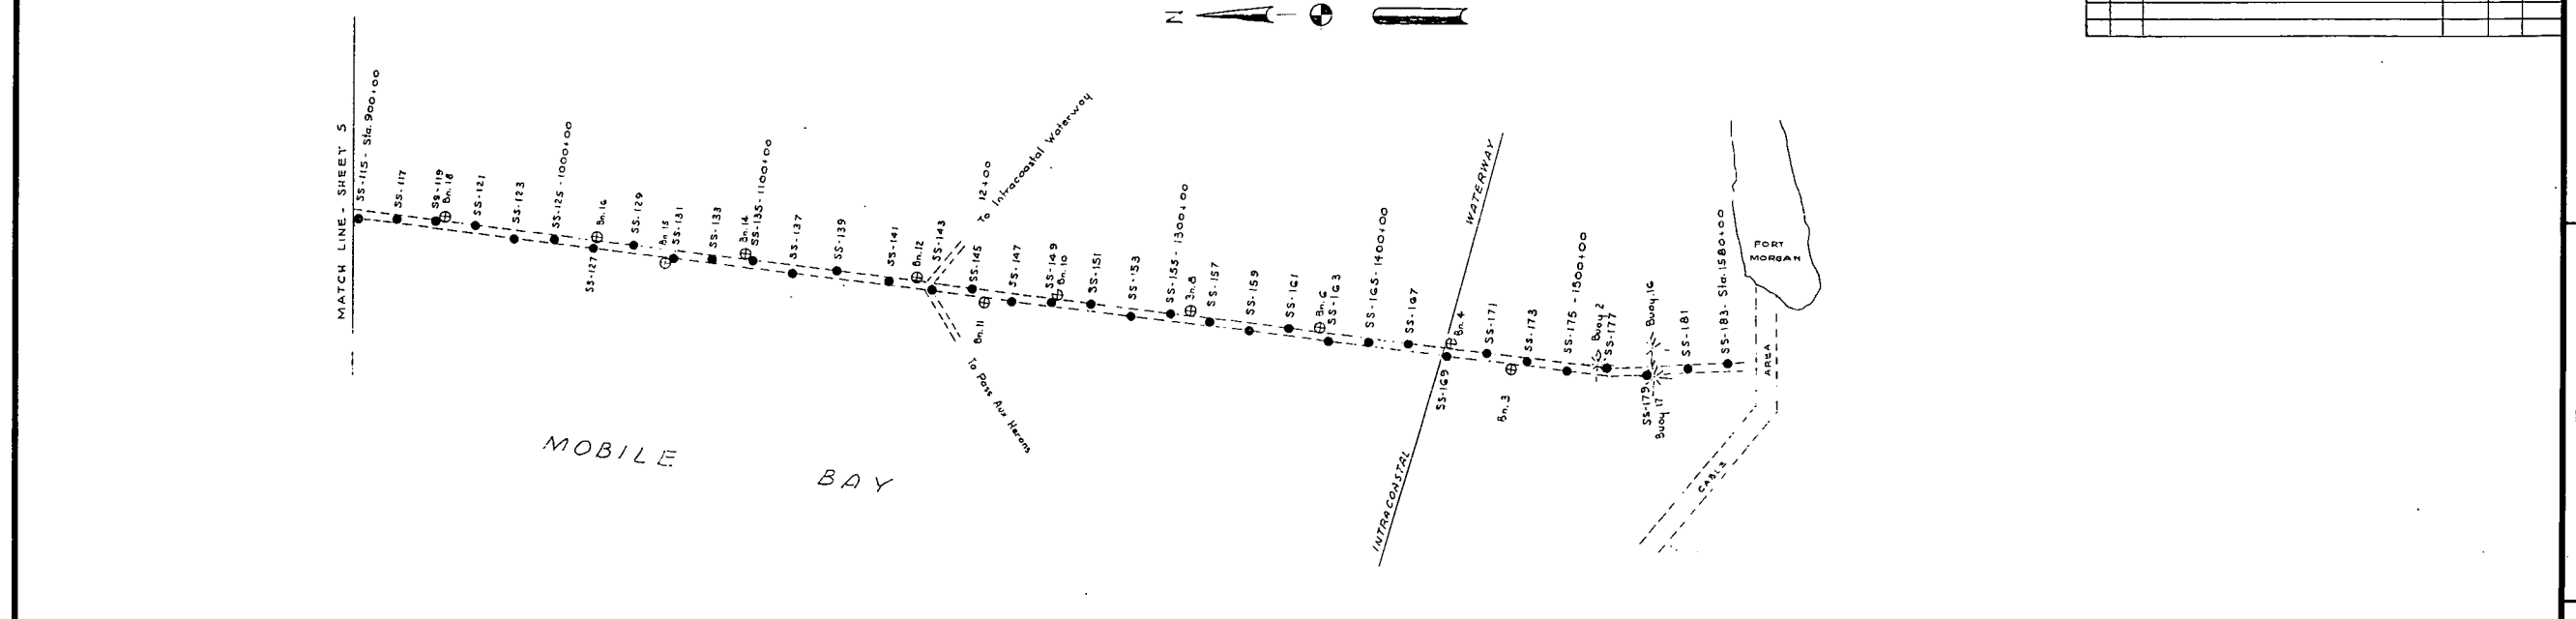 N
MATCH LINE - SHEET 5
SS-115 - Sta. 900+00
SS-117
SS-119
Bn. 18
SS-121
SS-123
SS-125 - 1000+00
SS-127
Bn. 16
SS-129
Bn. 15
SS-131
SS-133
Bn. 14
SS-135 - 1100+00
SS-137
SS-139
SS-141
Bn. 12
SS-143
12+00
To Intracoastal Waterway
SS-145
Bn. 11
To Pass Aux Herons
SS-147
SS-149
Bn. 10
SS-151
SS-153
SS-155 - 1300+00
Bn. 8
SS-157
SS-159
SS-161
Bn. 6
SS-163
SS-165 - 1400+00
SS-167
SS-169
INTRACOASTAL WATERWAY
Bn. 4
SS-171
Bn. 3
SS-173
SS-175 - 1500+00
Buoy 2
SS-177
SS-179
Buoy 17
Buoy 16
SS-181
SS-183 - Sta. 1580+00
FORT
MORGAN
CABLE AREA
MOBILE BAY